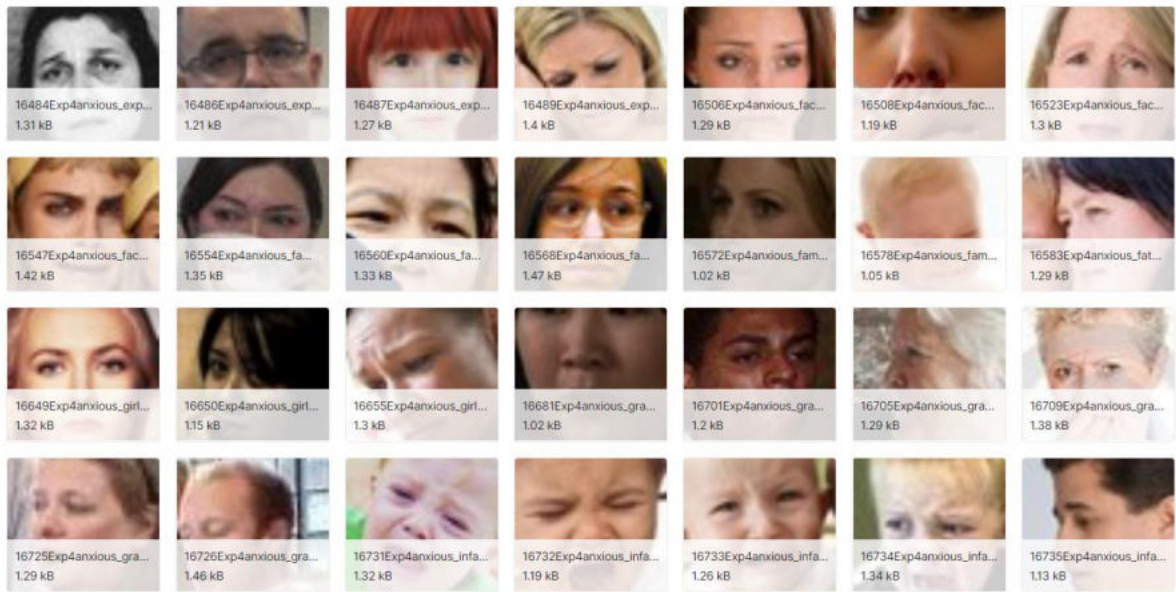 16484Exp4anxious_exp...
1.31 kB
16486Exp4anxious_exp...
1.21 kB
16487Exp4anxious_exp...
1.27 kB
16489Exp4anxious_exp...
1.4 kB
16506Exp4anxious_fac...
1.29 kB
16508Exp4anxious_fac...
1.19 kB
16523Exp4anxious_fac...
1.3 kB
16547Exp4anxious_fac...
1.42 kB
16554Exp4anxious_fa...
1.35 kB
16560Exp4anxious_fa...
1.33 kB
16568Exp4anxious_fa...
1.47 kB
16572Exp4anxious_fam...
1.02 kB
16578Exp4anxious_fam...
1.05 kB
16583Exp4anxious_fat...
1.29 kB
16649Exp4anxious_girl...
1.32 kB
16650Exp4anxious_girl...
1.15 kB
16655Exp4anxious_girl...
1.3 kB
16681Exp4anxious_gra...
1.02 kB
16701Exp4anxious_gra...
1.2 kB
16705Exp4anxious_gra...
1.29 kB
16709Exp4anxious_gra...
1.38 kB
16725Exp4anxious_gra...
1.29 kB
16726Exp4anxious_gra...
1.46 kB
16731Exp4anxious_infa...
1.32 kB
16732Exp4anxious_infa...
1.19 kB
16733Exp4anxious_infa...
1.26 kB
16734Exp4anxious_infa...
1.34 kB
16735Exp4anxious_infa...
1.13 kB